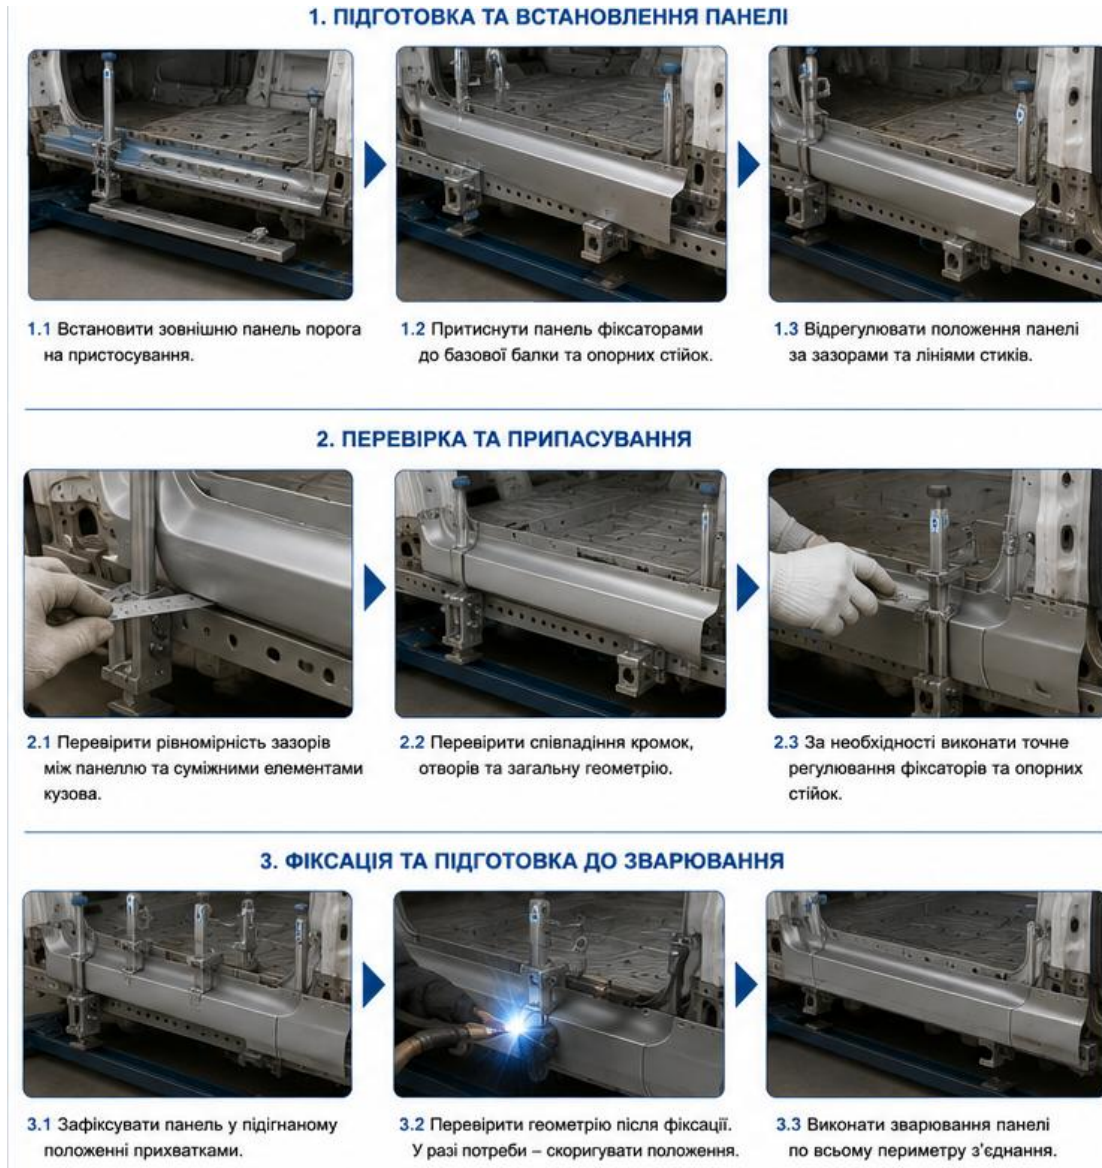 1. ПІДГОТОВКА ТА ВСТАНОВЛЕННЯ ПАНЕЛІ
1.1 Встановити зовнішню панель порога
на пристосування.
1.2 Притиснути панель фіксаторами
до базової балки та опорних стійок.
1.3 Відрегулювати положення панелі
за зазорами та лініями стиків.
2. ПЕРЕВІРКА ТА ПРИПАСУВАННЯ
2.1 Перевірити рівномірність зазорів
між панеллю та суміжними елементами
кузова.
2.2 Перевірити співпадіння кромок,
отворів та загальну геометрію.
2.3 За необхідності виконати точне
регулювання фіксаторів та опорних
стійок.
3. ФІКСАЦІЯ ТА ПІДГОТОВКА ДО ЗВАРЮВАННЯ
3.1 Зафіксувати панель у підігнаному
положенні прихватками.
3.2 Перевірити геометрію після фіксації.
У разі потреби – скоригувати положення.
3.3 Виконати зварювання панелі
по всьому периметру з'єднання.